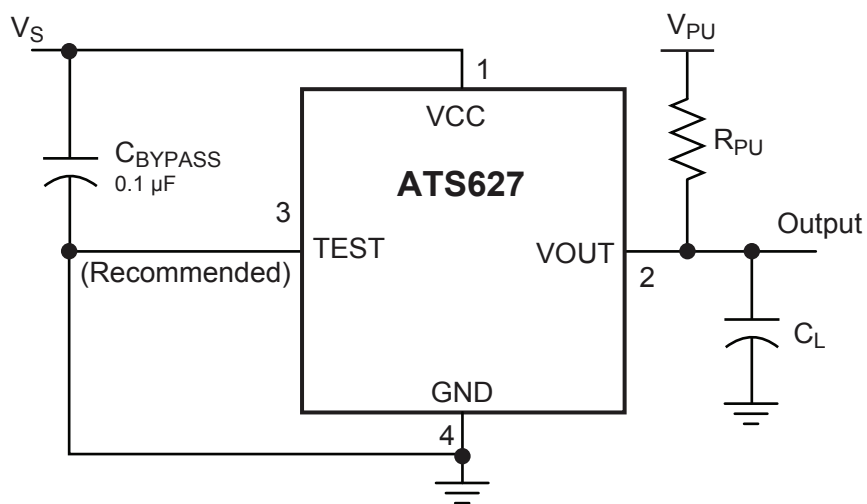 V_S
V_PU
1
VCC
C_BYPASS
0.1 µF
R_PU
ATS627
3
Output
TEST
VOUT
(Recommended)
2
C_L
GND
4